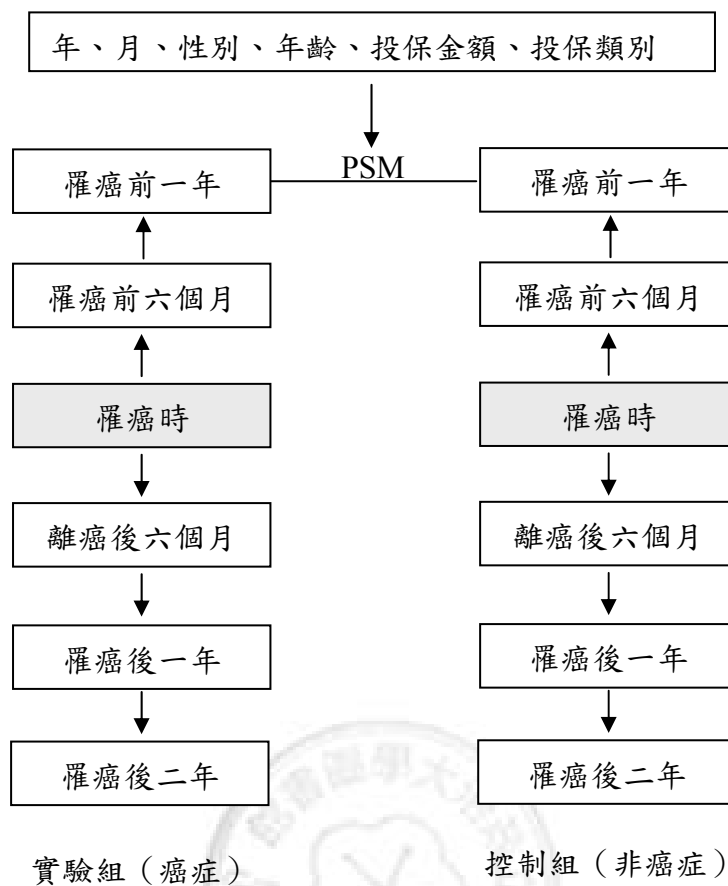 年、月、性別、年齡、投保金額、投保類別
PSM
罹癌前一年
罹癌前一年
罹癌前六個月
罹癌前六個月
罹癌時
罹癌時
離癌後六個月
離癌後六個月
罹癌後一年
罹癌後一年
罹癌後二年
罹癌後二年
實驗組（癌症）
控制組（非癌症）